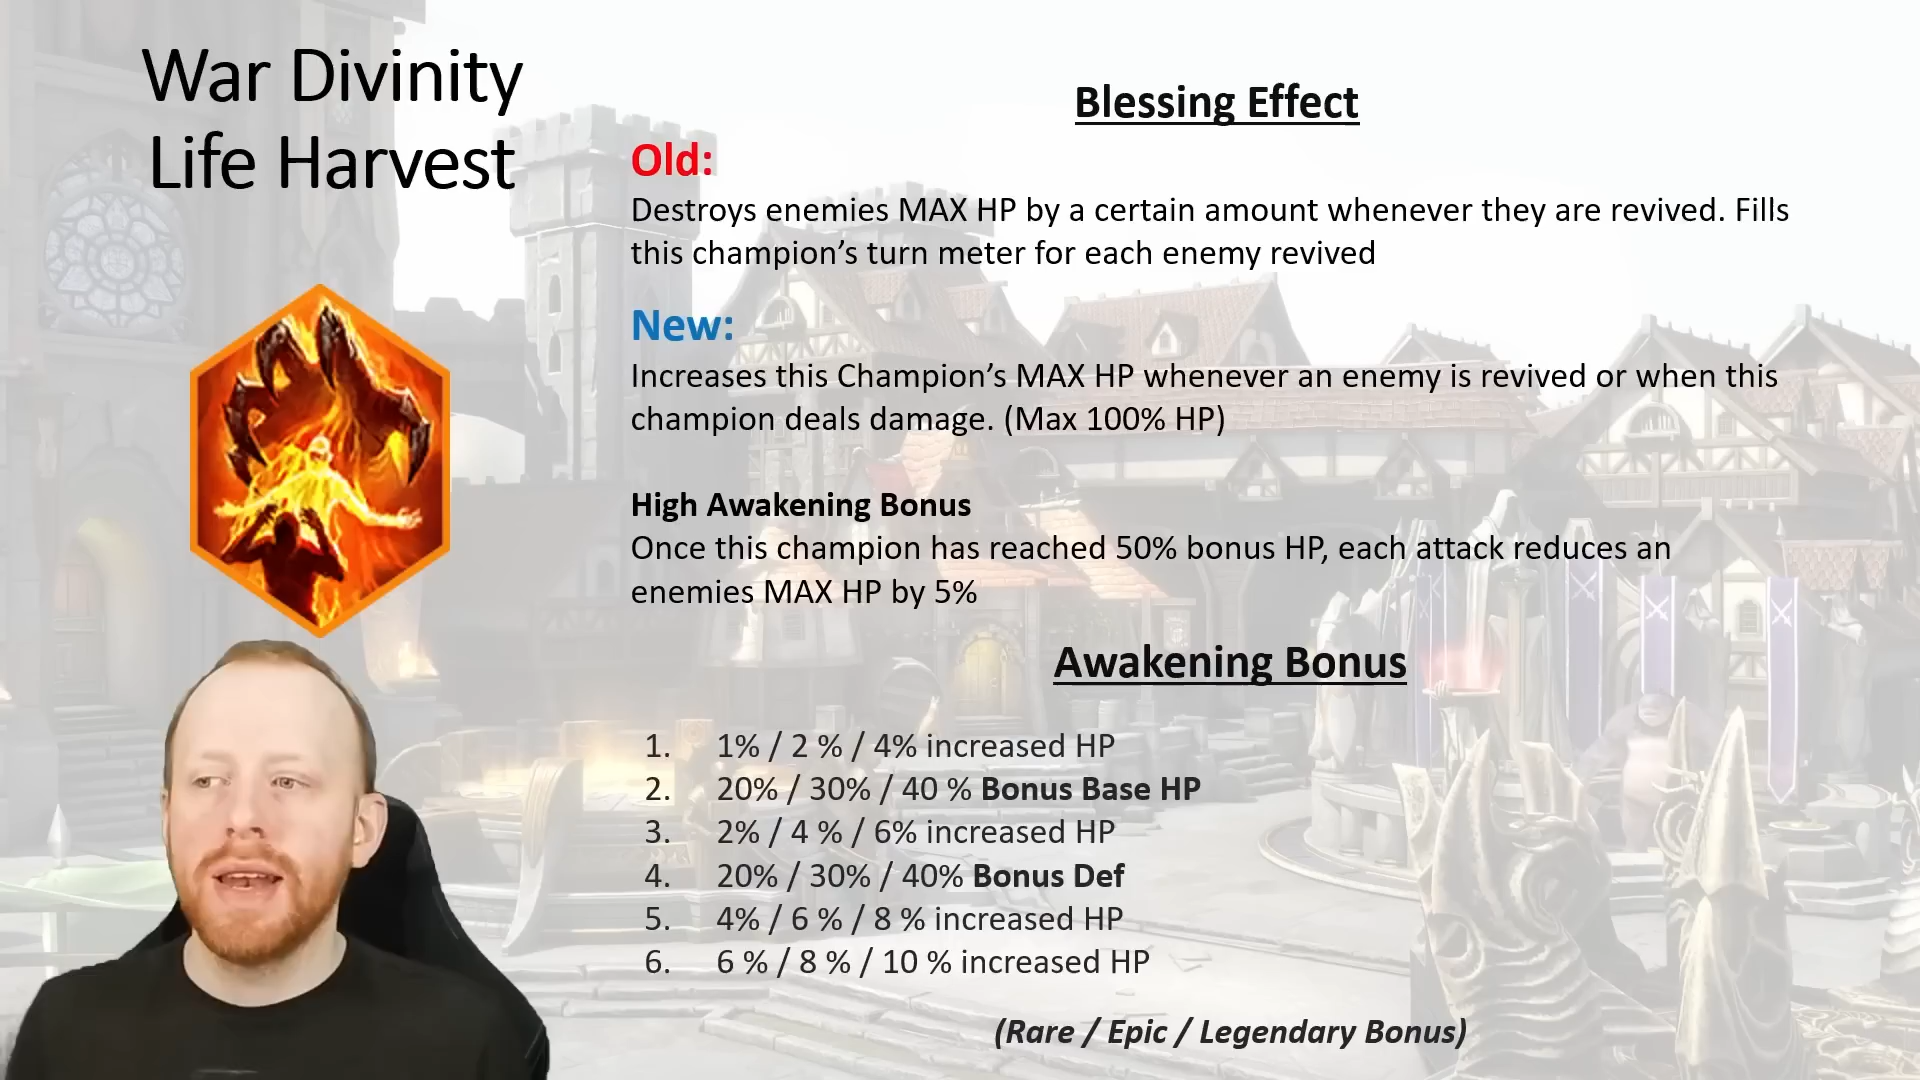 War Divinity
Life Harvest
Blessing Effect
Old:
Destroys enemies MAX HP by a certain amount whenever they are revived. Fills
this champion’s turn meter for each enemy revived
New:
Increases this Champion’s MAX HP whenever an enemy is revived or when this
champion deals damage. (Max 100% HP)
High Awakening Bonus
Once this champion has reached 50% bonus HP, each attack reduces an
enemies MAX HP by 5%
Awakening Bonus
1. 1% / 2 % / 4% increased HP
2. 20% / 30% / 40 % Bonus Base HP
3. 2% / 4 % / 6% increased HP
4. 20% / 30% / 40% Bonus Def
5. 4% / 6 % / 8 % increased HP
6. 6 % / 8 % / 10 % increased HP
(Rare / Epic / Legendary Bonus)